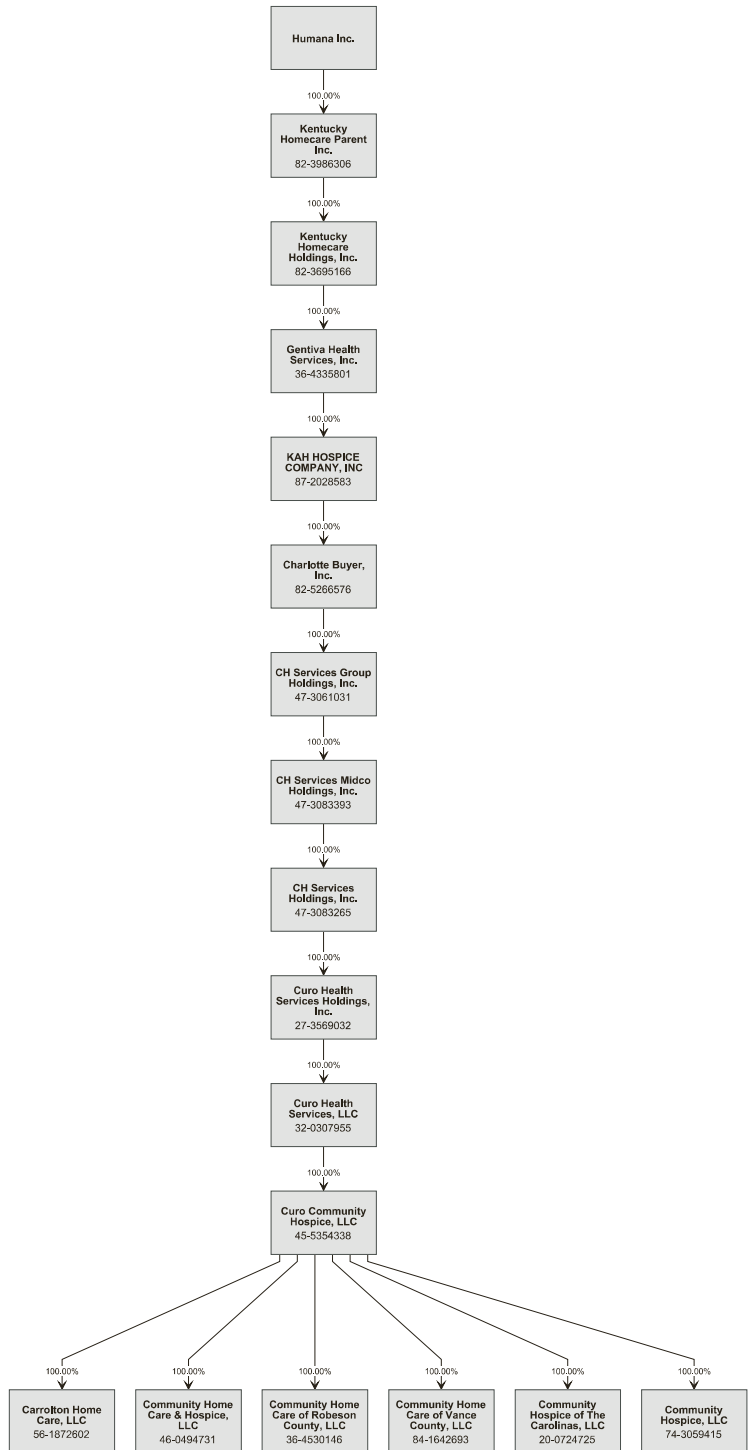 Humana Inc.
100.00%
Kentucky
Homecare Parent
Inc.
82-3986306
100.00%
Kentucky
Homecare
Holdings, Inc.
82-3695166
100.00%
Gentiva Health
Services, Inc.
36-4335801
100.00%
KAH HOSPICE
COMPANY, INC
87-2028583
100.00%
Charlotte Buyer,
Inc.
82-5266576
100.00%
CH Services Group
Holdings, Inc.
47-3061031
100.00%
CH Services Midco
Holdings, Inc.
47-3083393
100.00%
CH Services
Holdings, Inc.
47-3083265
100.00%
Curo Health
Services Holdings,
Inc.
27-3569032
100.00%
Curo Health
Services, LLC
32-0307955
100.00%
Curo Community
Hospice, LLC
45-5354338
100.00%
Carrolton Home
Care, LLC
56-1872602
100.00%
Community Home
Care & Hospice,
LLC
46-0494731
100.00%
Community Home
Care of Robeson
County, LLC
36-4530146
100.00%
Community Home
Care of Vance
County, LLC
84-1642693
100.00%
Community
Hospice of The
Carolinas, LLC
20-0724725
100.00%
Community
Hospice, LLC
74-3059415